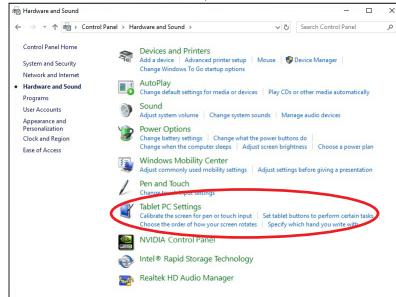 Hardware and Sound
Control Panel > Hardware and Sound >
Search Control Panel
Control Panel Home
System and Security
Network and Internet
Hardware and Sound
Programs
User Accounts
Appearance and
Personalization
Clock and Region
Ease of Access
Devices and Printers
Add a device | Advanced printer setup | Mouse | Device Manager |
Change Windows To Go startup options
AutoPlay
Change default settings for media or devices | Play CDs or other media automatically
Sound
Adjust system volume | Change system sounds | Manage audio devices
Power Options
Change battery settings | Change what the power buttons do |
Change when the computer sleeps | Adjust screen brightness | Choose a power plan
Windows Mobility Center
Adjust commonly used mobility settings | Adjust settings before giving a presentation
Pen and Touch
Change touch input settings
Tablet PC Settings
Calibrate the screen for pen or touch input | Set tablet buttons to perform certain tasks
Choose the order of how your screen rotates | Specify which hand you write with
NVIDIA Control Panel
Intel® Rapid Storage Technology
Realtek HD Audio Manager